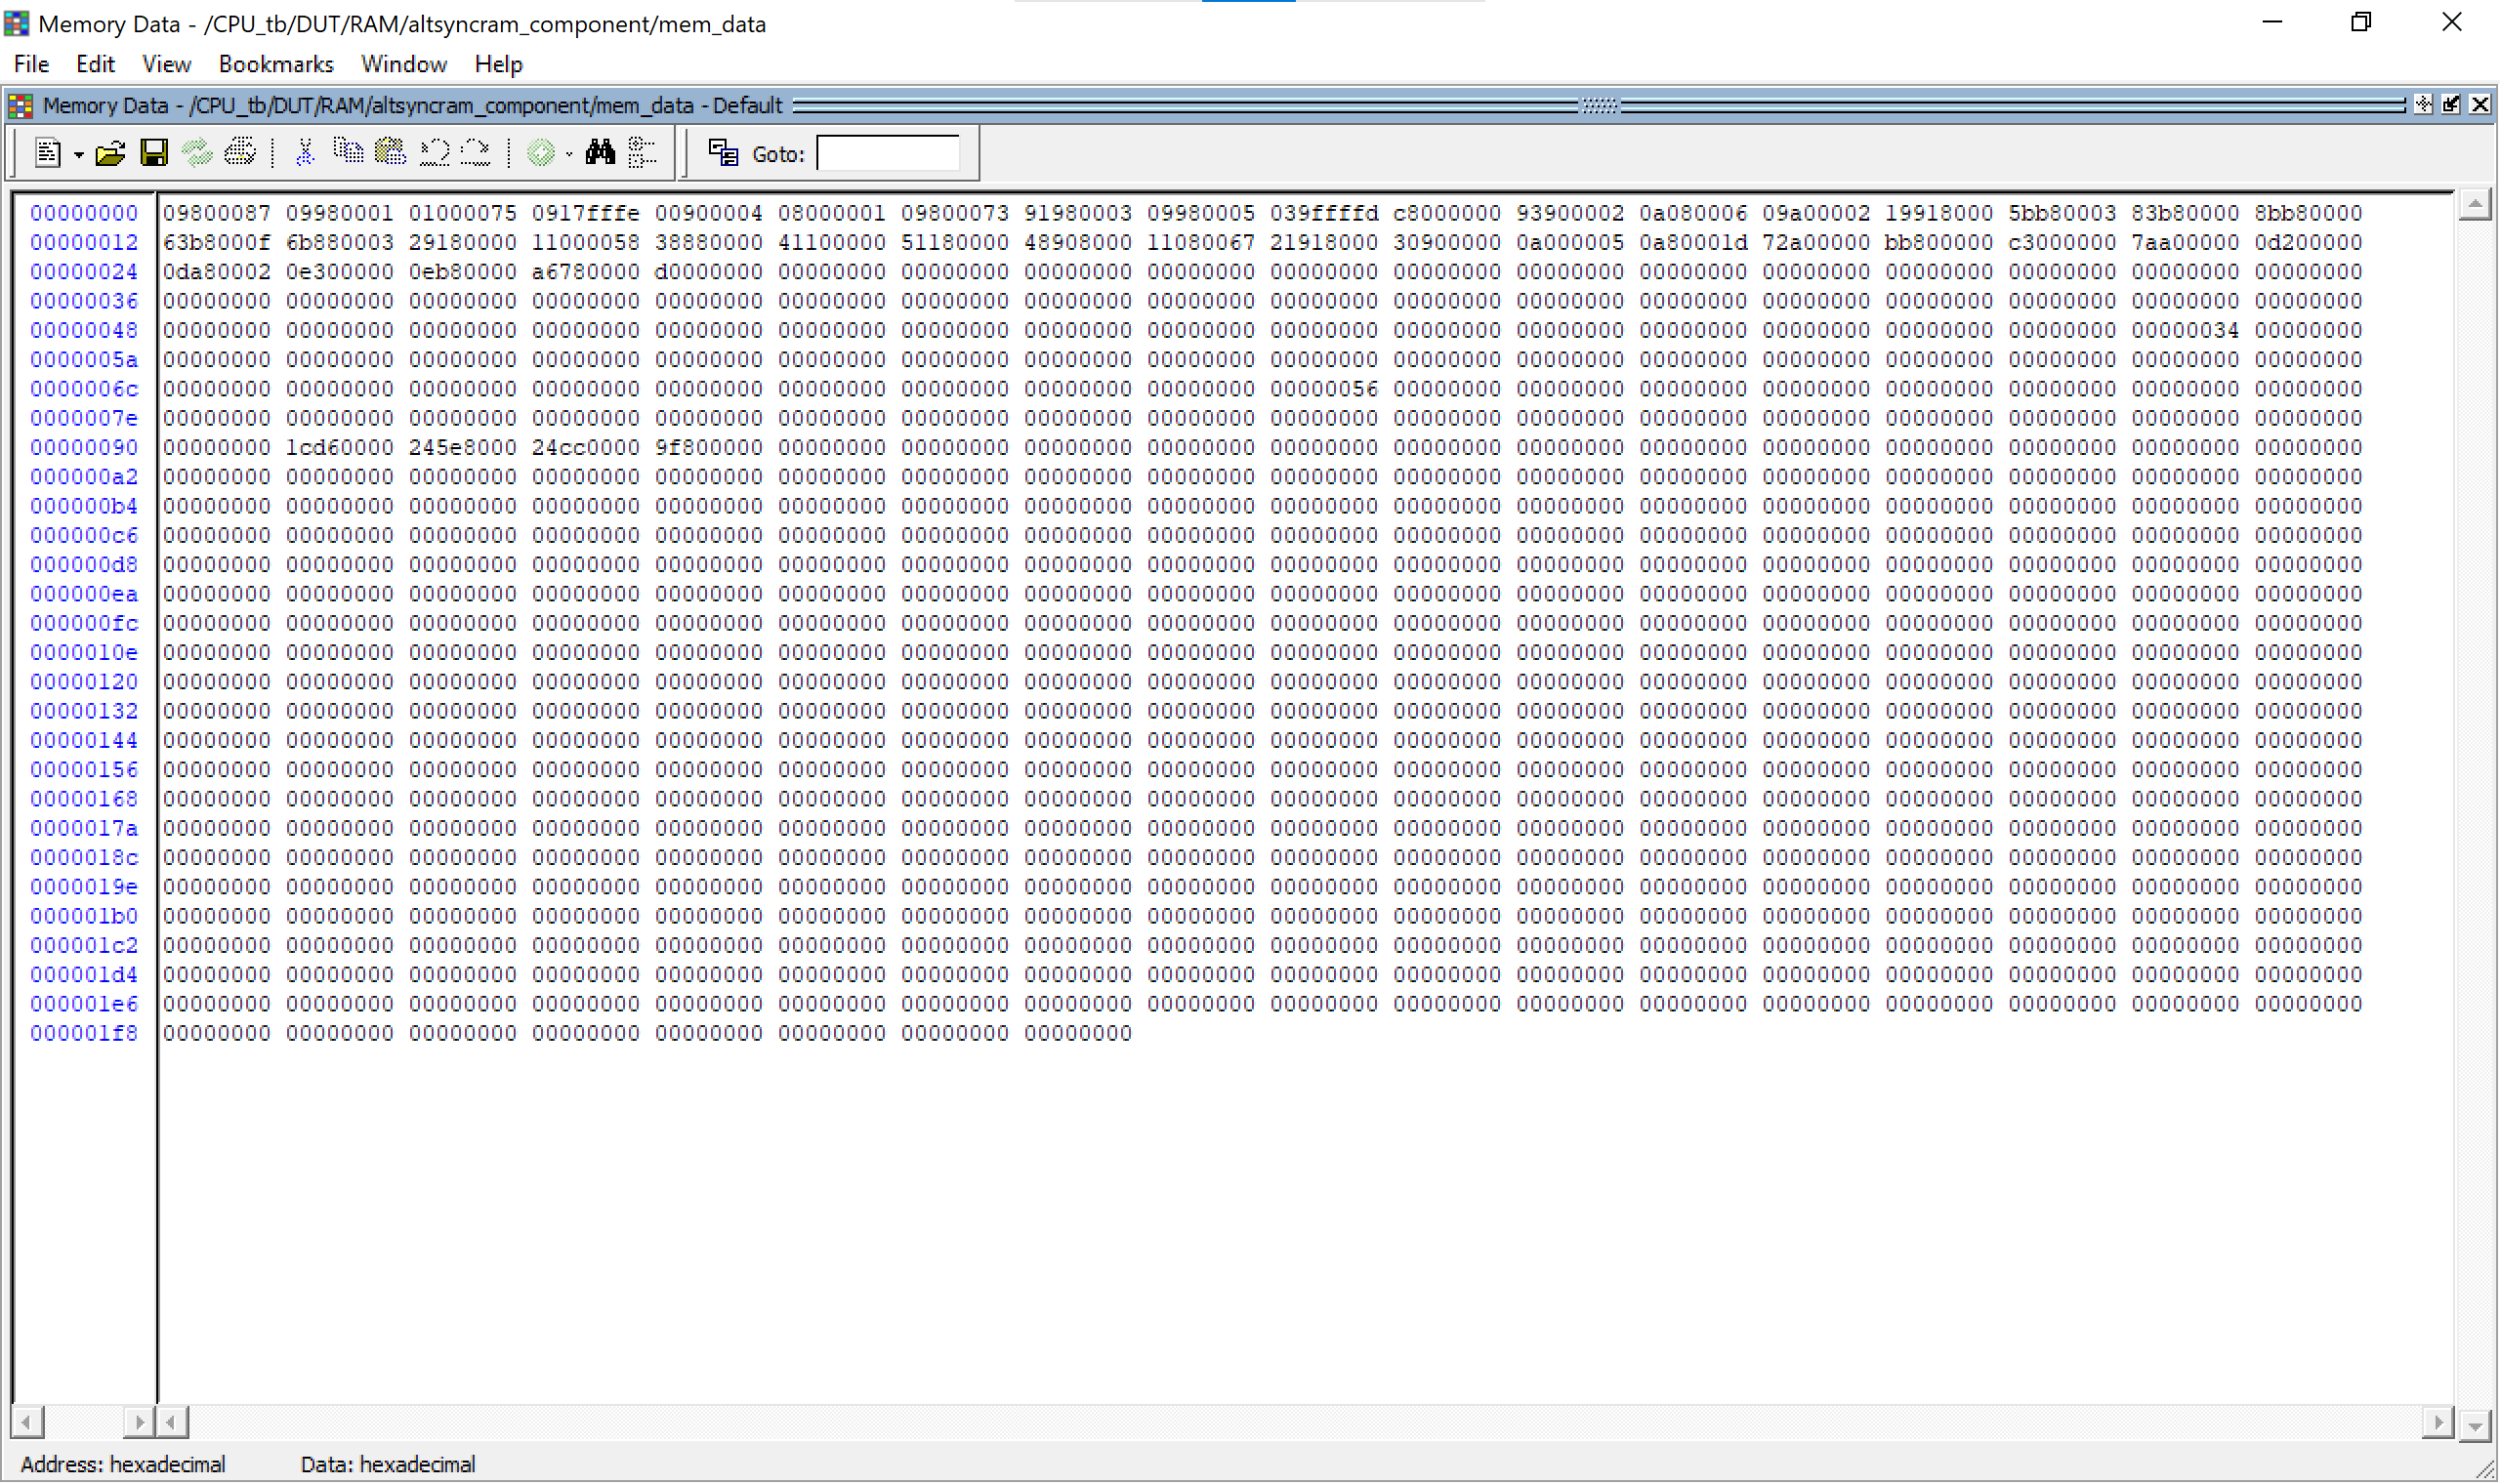 Memory Data - /CPU_tb/DUT/RAM/altsyncram_component/mem_data
File Edit View Bookmarks Window Help
Memory Data - /CPU_tb/DUT/RAM/altsyncram_component/mem_data - Default
Goto:
00000000 09800087 09980001 01000075 0917fffe 00900004 08000001 09800073 91980003 09980005 039ffffd c8000000 93900002 0a080006 09a00002 19918000 5bb80003 83b80000 8bb80000
00000012 63b8000f 6b880003 29180000 11000058 38880000 41100000 51180000 48908000 11080067 21918000 30900000 0a000005 0a80001d 72a00000 bb800000 c3000000 7aa00000 0d200000
00000024 0da80002 0e300000 0eb80000 a6780000 d0000000 00000000 00000000 00000000 00000000 00000000 00000000 00000000 00000000 00000000 00000000 00000000 00000000 00000000
00000036 00000000 00000000 00000000 00000000 00000000 00000000 00000000 00000000 00000000 00000000 00000000 00000000 00000000 00000000 00000000 00000000 00000000 00000000
00000048 00000000 00000000 00000000 00000000 00000000 00000000 00000000 00000000 00000000 00000000 00000000 00000000 00000000 00000000 00000000 00000000 00000034 00000000
0000005a 00000000 00000000 00000000 00000000 00000000 00000000 00000000 00000000 00000000 00000000 00000000 00000000 00000000 00000000 00000000 00000000 00000000 00000000
0000006c 00000000 00000000 00000000 00000000 00000000 00000000 00000000 00000000 00000000 00000056 00000000 00000000 00000000 00000000 00000000 00000000 00000000 00000000
0000007e 00000000 00000000 00000000 00000000 00000000 00000000 00000000 00000000 00000000 00000000 00000000 00000000 00000000 00000000 00000000 00000000 00000000 00000000
00000090 00000000 1cd60000 245e8000 24cc0000 9f800000 00000000 00000000 00000000 00000000 00000000 00000000 00000000 00000000 00000000 00000000 00000000 00000000 00000000
000000a2 00000000 00000000 00000000 00000000 00000000 00000000 00000000 00000000 00000000 00000000 00000000 00000000 00000000 00000000 00000000 00000000 00000000 00000000
000000b4 00000000 00000000 00000000 00000000 00000000 00000000 00000000 00000000 00000000 00000000 00000000 00000000 00000000 00000000 00000000 00000000 00000000 00000000
000000c6 00000000 00000000 00000000 00000000 00000000 00000000 00000000 00000000 00000000 00000000 00000000 00000000 00000000 00000000 00000000 00000000 00000000 00000000
000000d8 00000000 00000000 00000000 00000000 00000000 00000000 00000000 00000000 00000000 00000000 00000000 00000000 00000000 00000000 00000000 00000000 00000000 00000000
000000ea 00000000 00000000 00000000 00000000 00000000 00000000 00000000 00000000 00000000 00000000 00000000 00000000 00000000 00000000 00000000 00000000 00000000 00000000
000000fc 00000000 00000000 00000000 00000000 00000000 00000000 00000000 00000000 00000000 00000000 00000000 00000000 00000000 00000000 00000000 00000000 00000000 00000000
0000010e 00000000 00000000 00000000 00000000 00000000 00000000 00000000 00000000 00000000 00000000 00000000 00000000 00000000 00000000 00000000 00000000 00000000 00000000
00000120 00000000 00000000 00000000 00000000 00000000 00000000 00000000 00000000 00000000 00000000 00000000 00000000 00000000 00000000 00000000 00000000 00000000 00000000
00000132 00000000 00000000 00000000 00000000 00000000 00000000 00000000 00000000 00000000 00000000 00000000 00000000 00000000 00000000 00000000 00000000 00000000 00000000
00000144 00000000 00000000 00000000 00000000 00000000 00000000 00000000 00000000 00000000 00000000 00000000 00000000 00000000 00000000 00000000 00000000 00000000 00000000
00000156 00000000 00000000 00000000 00000000 00000000 00000000 00000000 00000000 00000000 00000000 00000000 00000000 00000000 00000000 00000000 00000000 00000000 00000000
00000168 00000000 00000000 00000000 00000000 00000000 00000000 00000000 00000000 00000000 00000000 00000000 00000000 00000000 00000000 00000000 00000000 00000000 00000000
0000017a 00000000 00000000 00000000 00000000 00000000 00000000 00000000 00000000 00000000 00000000 00000000 00000000 00000000 00000000 00000000 00000000 00000000 00000000
0000018c 00000000 00000000 00000000 00000000 00000000 00000000 00000000 00000000 00000000 00000000 00000000 00000000 00000000 00000000 00000000 00000000 00000000 00000000
0000019e 00000000 00000000 00000000 00000000 00000000 00000000 00000000 00000000 00000000 00000000 00000000 00000000 00000000 00000000 00000000 00000000 00000000 00000000
000001b0 00000000 00000000 00000000 00000000 00000000 00000000 00000000 00000000 00000000 00000000 00000000 00000000 00000000 00000000 00000000 00000000 00000000 00000000
000001c2 00000000 00000000 00000000 00000000 00000000 00000000 00000000 00000000 00000000 00000000 00000000 00000000 00000000 00000000 00000000 00000000 00000000 00000000
000001d4 00000000 00000000 00000000 00000000 00000000 00000000 00000000 00000000 00000000 00000000 00000000 00000000 00000000 00000000 00000000 00000000 00000000 00000000
000001e6 00000000 00000000 00000000 00000000 00000000 00000000 00000000 00000000 00000000 00000000 00000000 00000000 00000000 00000000 00000000 00000000 00000000 00000000
000001f8 00000000 00000000 00000000 00000000 00000000 00000000 00000000 00000000
Address: hexadecimal Data: hexadecimal